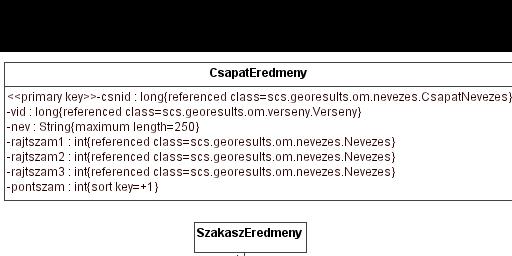 CsapatEredmeny
<<primary key>>-csnid : long{referenced class=scs.georesults.om.nevezes.CsapatNevezes}
-vid : long{referenced class=scs.georesults.om.verseny.Verseny}
-nev : String{maximum length=250}
-rajtszam1 : int{referenced class=scs.georesults.om.nevezes.Nevezes}
-rajtszam2 : int{referenced class=scs.georesults.om.nevezes.Nevezes}
-rajtszam3 : int{referenced class=scs.georesults.om.nevezes.Nevezes}
-pontszam : int{sort key=+1}
SzakaszEredmeny